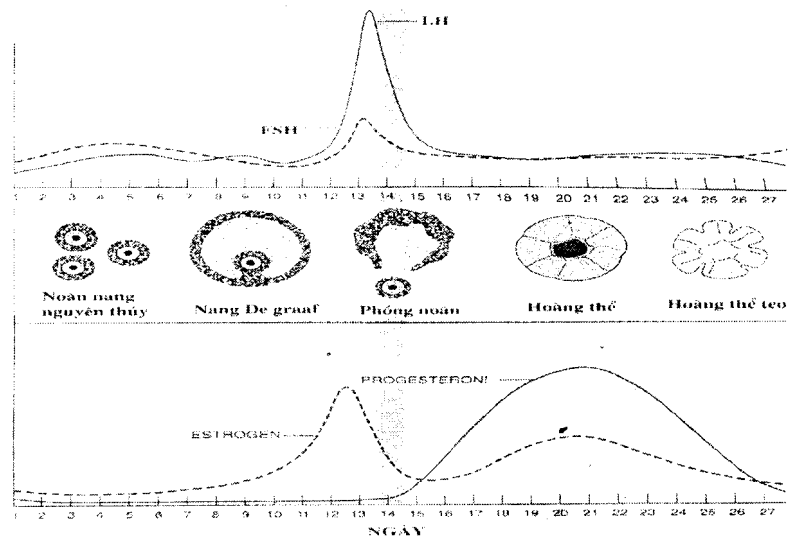 LH
FSH
1 2 3 4 5 6 7 8 9 10 11 12 13 14 15 16 17 18 19 20 21 22 23 24 25 26 27
Noãn nang
nguyên thủy
Nang De graaf
Phóng noãn
Hoàng thể
Hoàng thể teo
PROGESTERON
ESTROGEN
1 2 3 4 5 6 7 8 9 10 11 12 13 14 15 16 17 18 19 20 21 22 23 24 25 26 27
NGÀY